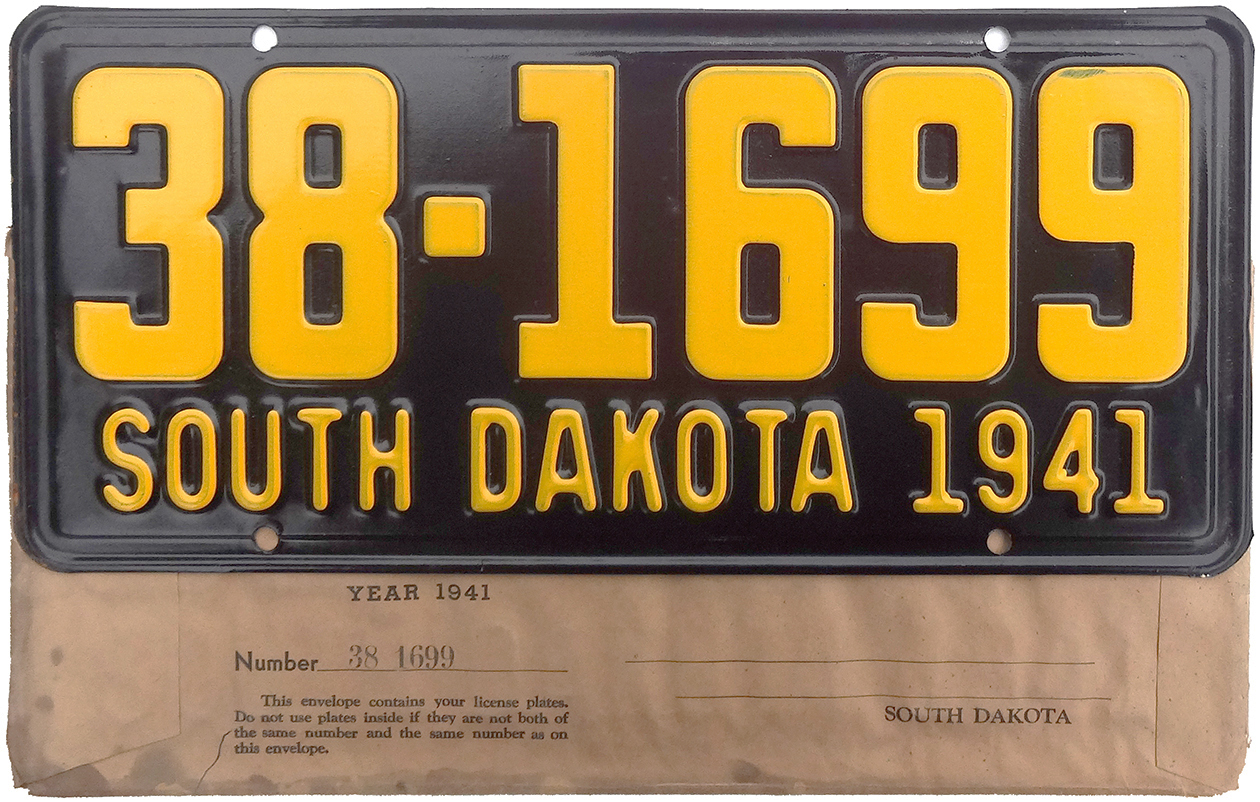 38-1699
SOUTH DAKOTA 1941
YEAR 1941
Number 38 1699
This envelope contains your license plates.
Do not use plates inside if they are not both of
the same number and the same number as on
this envelope.
SOUTH DAKOTA